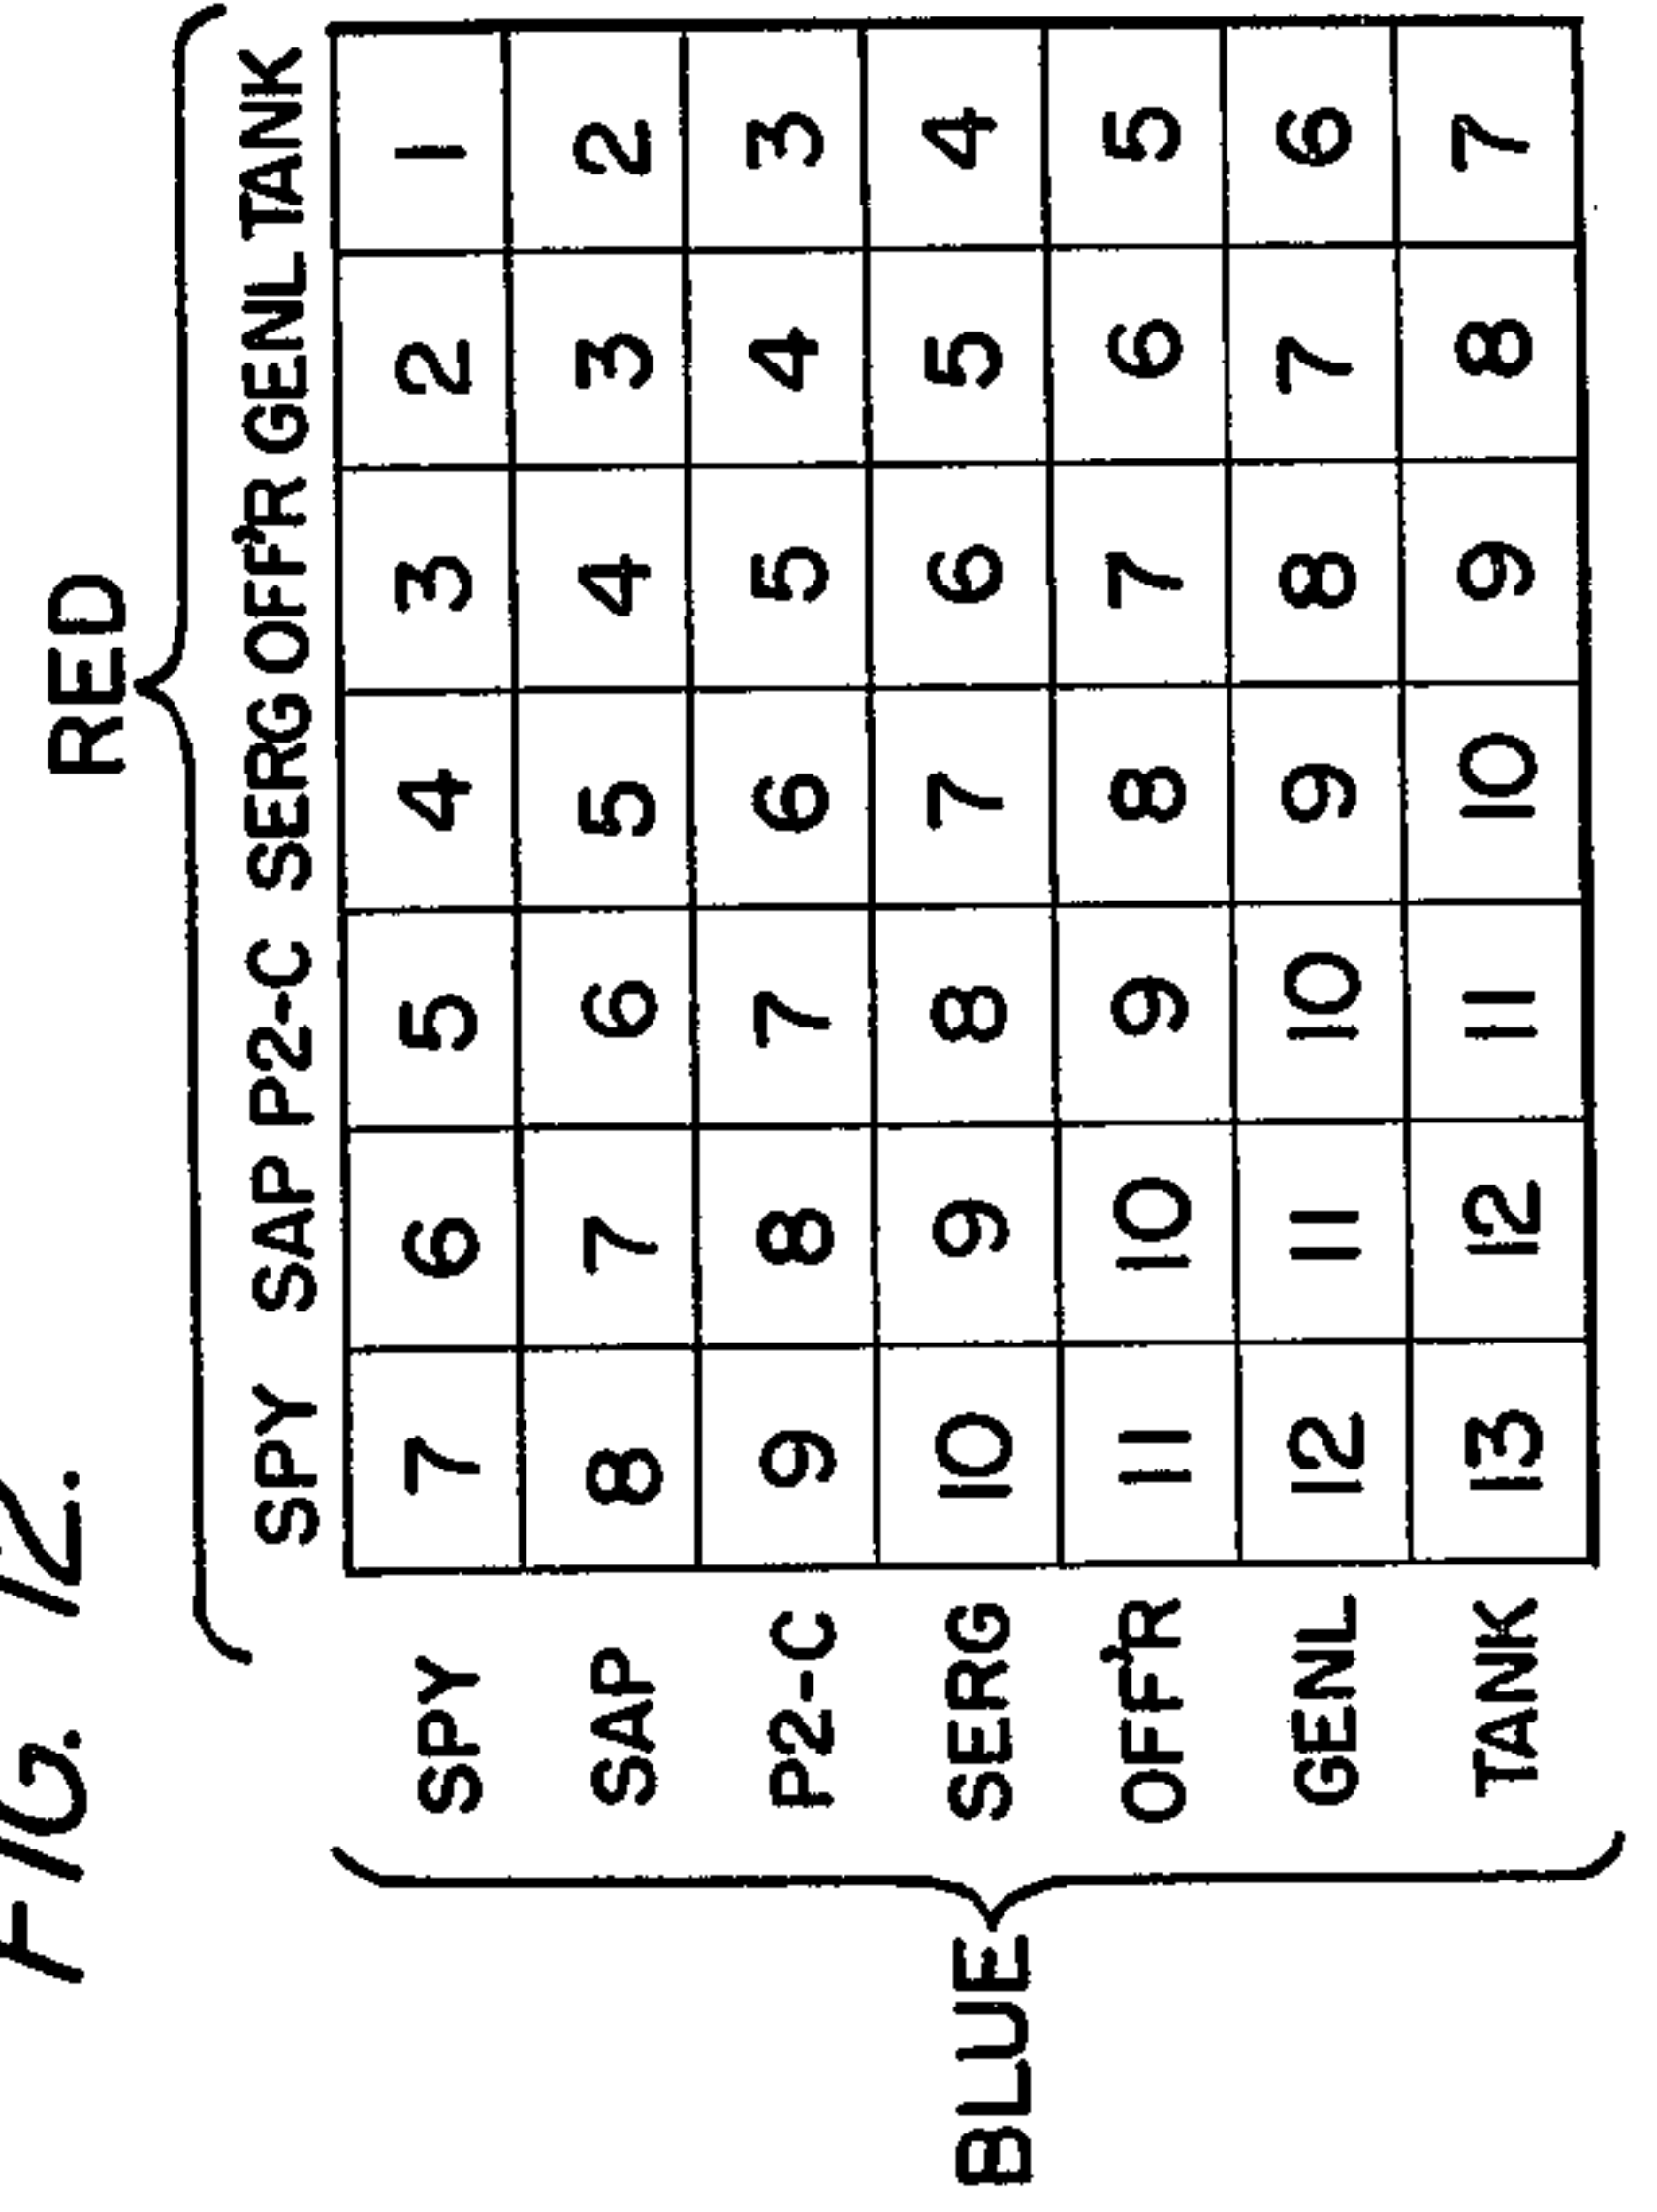 FIG. 12.
RED
SPY SAP P2-C SERG OFF'R GENL TANK
BLUE
SPY 7 6 5 4 3 2 1
SAP 8 7 6 5 4 3 2
P2-C 9 8 7 6 5 4 3
SERG 10 9 8 7 6 5 4
OFF'R 11 10 9 8 7 6 5
GENL 12 11 10 9 8 7 6
TANK 13 12 11 10 9 8 7